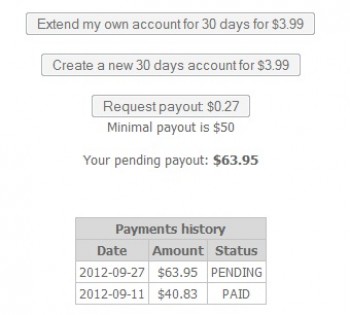 Extend my own account for 30 days for $3.99
Create a new 30 days account for $3.99
Request payout $0.27
Minimal payout is $50
Your pending payout: $63.95
Payments history
Date Amount Status
2012-09-27 $63.95 PENDING
2012-09-11 $40.83 PAID